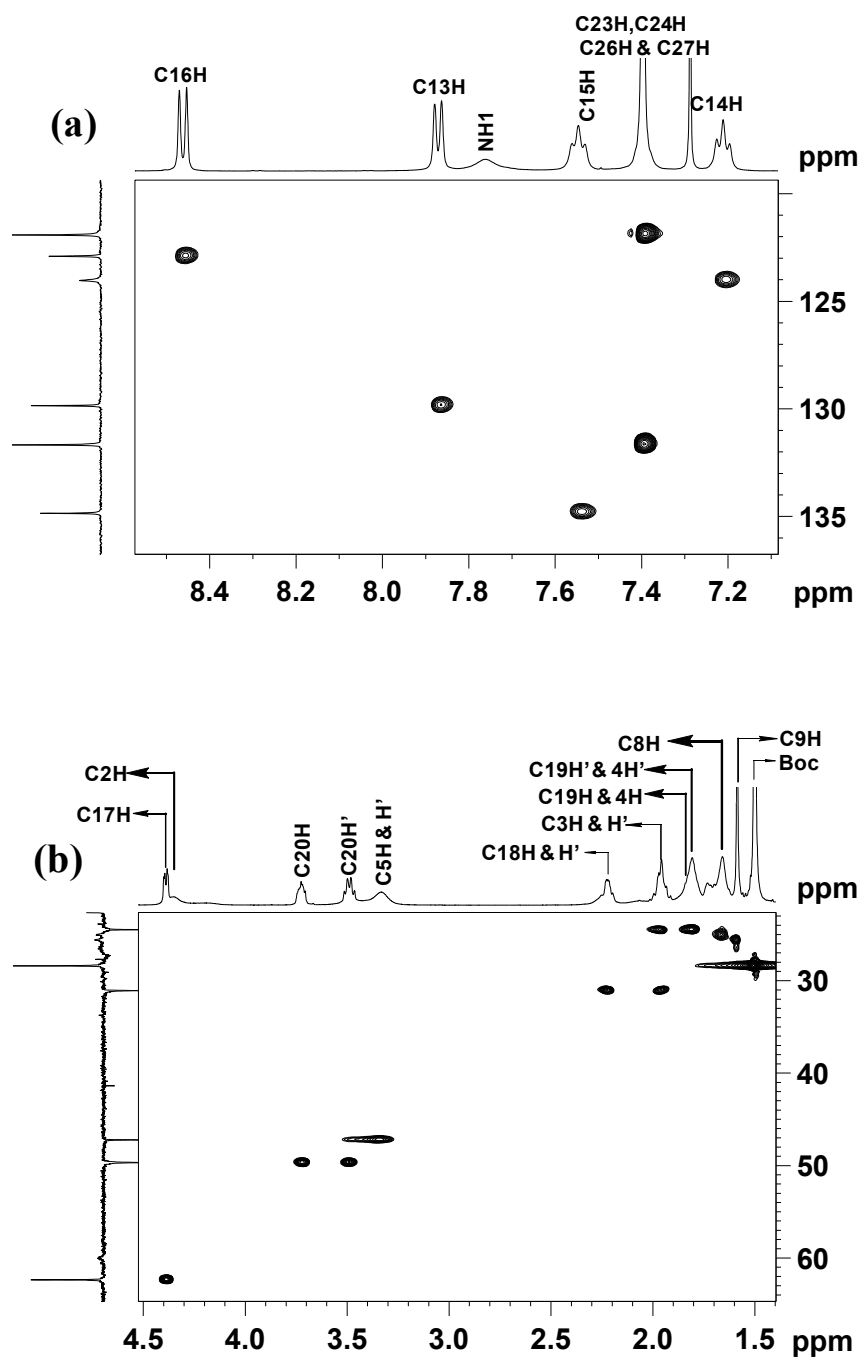 C23H,C24H
C26H & C27H
C16H
C13H
NH1
C15H
C14H
(a)
ppm
125
130
135
8.4 8.2 8.0 7.8 7.6 7.4 7.2 ppm
C8H
C9H
Boc
C2H
C19H' & 4H'
C19H & 4H
C17H
C3H & H'
C18H & H'
C20H
C20H'
C5H & H'
(b)
ppm
30
40
50
60
4.5 4.0 3.5 3.0 2.5 2.0 1.5 ppm